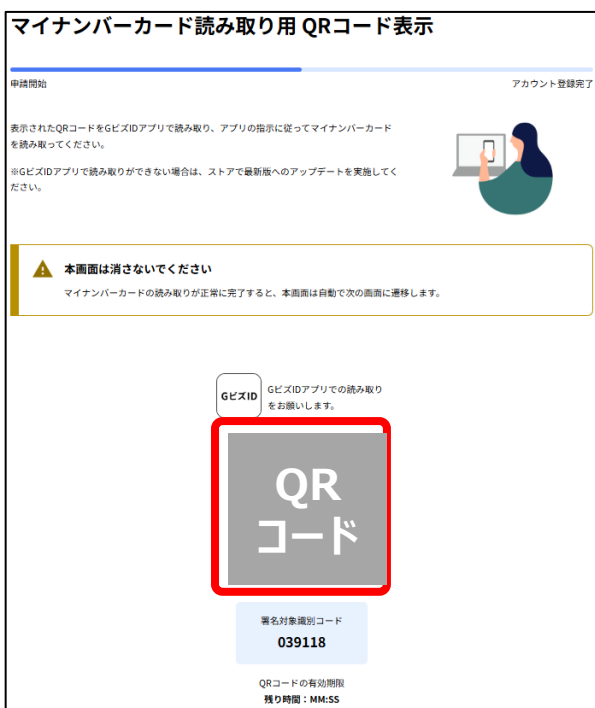 マイナンバーカード読み取り用 QRコード表示
申請開始
アカウント登録完了
表示されたQRコードをGビズIDアプリで読み取り、アプリの指示に従ってマイナンバーカード
を読み取ってください。
※GビズIDアプリで読み取りができない場合は、ストアで最新版へのアップデートを実施してく
ださい。
本画面は消さないでください
マイナンバーカードの読み取りが正常に完了すると、本画面は自動で次の画面に遷移します。
GビズID
GビズIDアプリでの読み取り
をお願いします。
QR
コード
署名対象識別コード
039118
QRコードの有効期限
残り時間：MM:SS